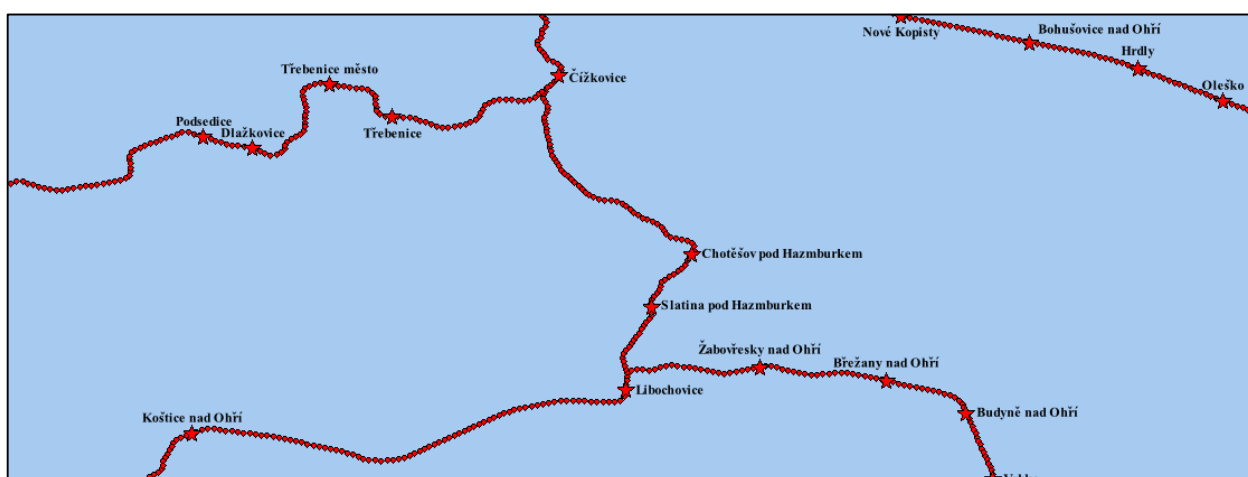 Nové Kopisty
Bohušovice nad Ohří
Hrdly
Oleško
Třebenice město
Čížkovice
Podsedice
Dlažkovice
Třebenice
Chotěšov pod Hazmburkem
Slatina pod Hazmburkem
Žabovřesky nad Ohří
Břežany nad Ohří
Libochovice
Koštice nad Ohří
Budyně nad Ohří